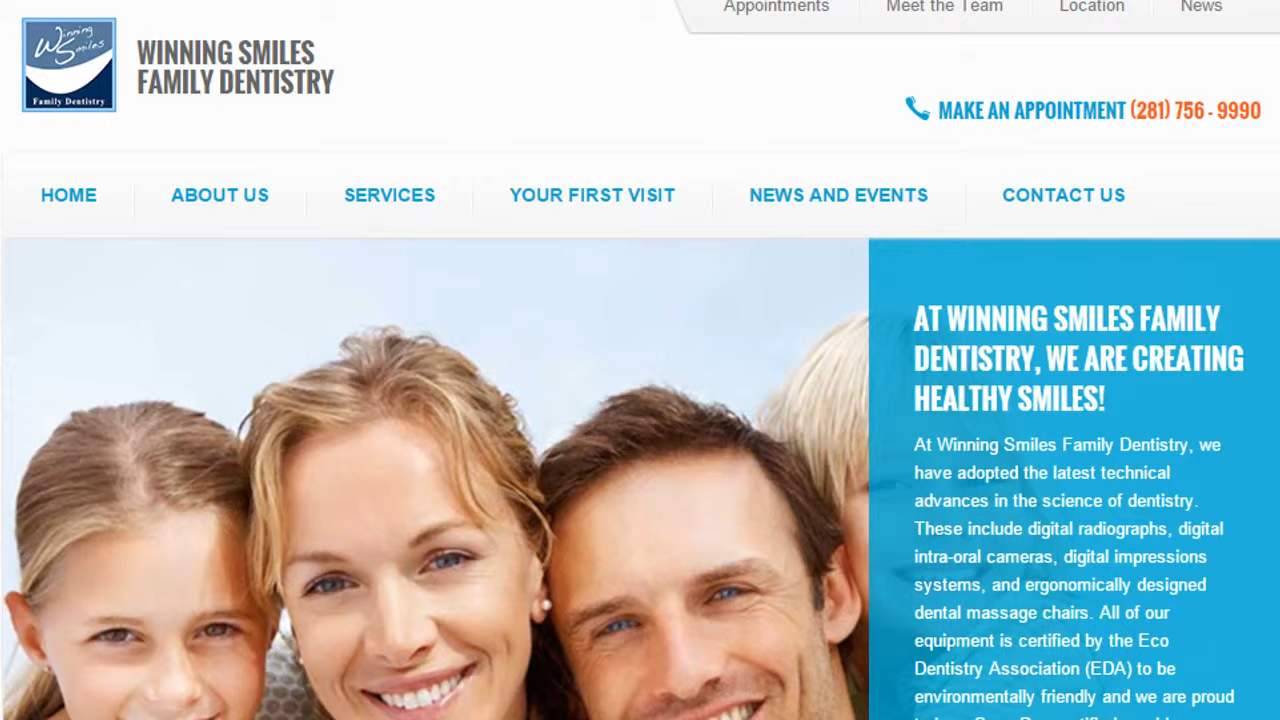 Appointments
Meet the Team
Location
News
Winning
Smiles
Family Dentistry
WINNING SMILES
FAMILY DENTISTRY
MAKE AN APPOINTMENT (281) 756 - 9990
HOME
ABOUT US
SERVICES
YOUR FIRST VISIT
NEWS AND EVENTS
CONTACT US
AT WINNING SMILES FAMILY
DENTISTRY, WE ARE CREATING
HEALTHY SMILES!
At Winning Smiles Family Dentistry, we
have adopted the latest technical
advances in the science of dentistry.
These include digital radiographs, digital
intra-oral cameras, digital impressions
systems, and ergonomically designed
dental massage chairs. All of our
equipment is certified by the Eco
Dentistry Association (EDA) to be
environmentally friendly and we are proud